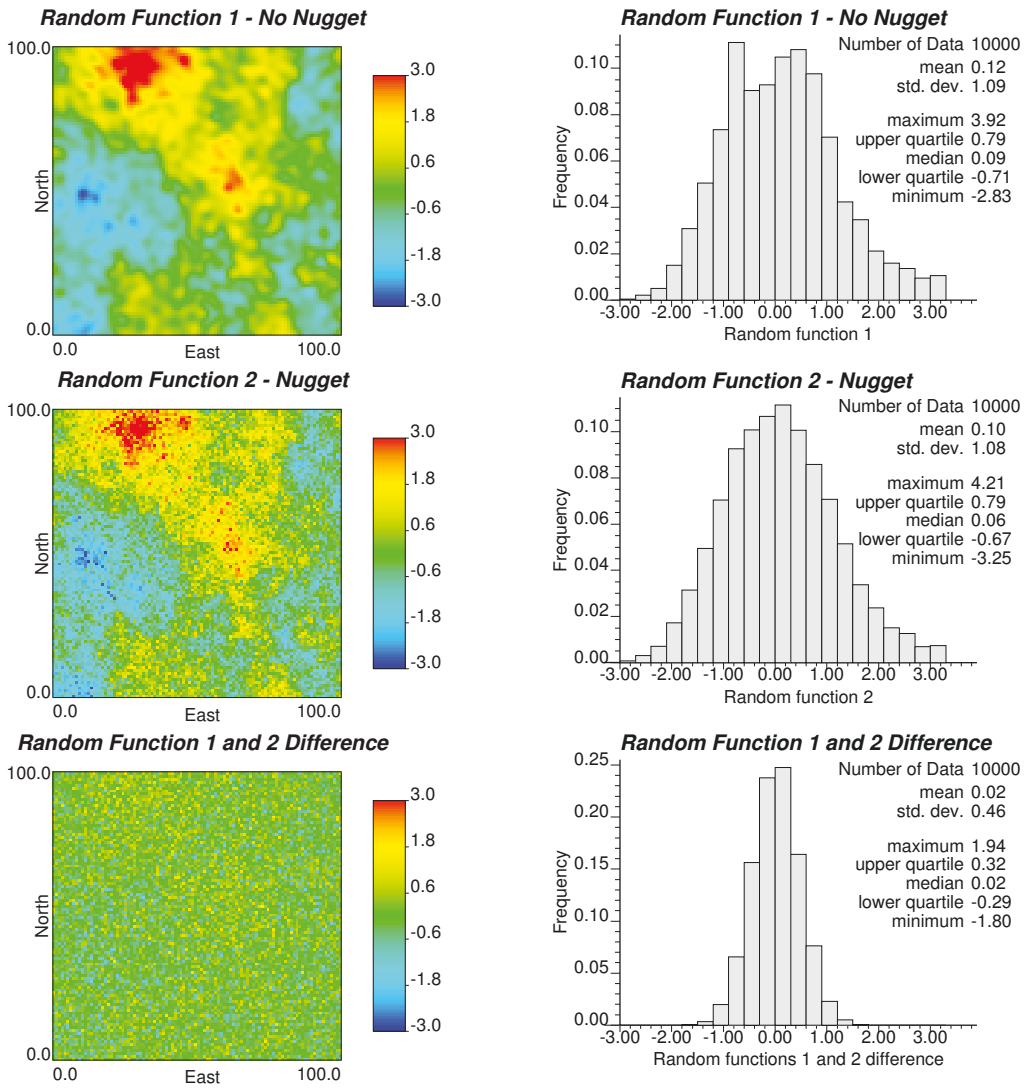 Random Function 1 - No Nugget
100.0
North
0.0
0.0
East
100.0
3.0
1.8
0.6
-0.6
-1.8
-3.0
Random Function 1 - No Nugget
Number of Data 10000
mean 0.12
std. dev. 1.09
maximum 3.92
upper quartile 0.79
median 0.09
lower quartile -0.71
minimum -2.83
Frequency
0.10
0.08
0.06
0.04
0.02
0.00
-3.00
-2.00
-1.00
0.00
1.00
2.00
3.00
Random function 1
Random Function 2 - Nugget
100.0
North
0.0
0.0
East
100.0
3.0
1.8
0.6
-0.6
-1.8
-3.0
Random Function 2 - Nugget
Number of Data 10000
mean 0.10
std. dev. 1.08
maximum 4.21
upper quartile 0.79
median 0.06
lower quartile -0.67
minimum -3.25
Frequency
0.10
0.08
0.06
0.04
0.02
0.00
-3.00
-2.00
-1.00
0.00
1.00
2.00
3.00
Random function 2
Random Function 1 and 2 Difference
100.0
North
0.0
0.0
East
100.0
3.0
1.8
0.6
-0.6
-1.8
-3.0
Random Function 1 and 2 Difference
Number of Data 10000
mean 0.02
std. dev. 0.46
maximum 1.94
upper quartile 0.32
median 0.02
lower quartile -0.29
minimum -1.80
Frequency
0.25
0.20
0.15
0.10
0.05
0.00
-3.00
-2.00
-1.00
0.00
1.00
2.00
3.00
Random functions 1 and 2 difference